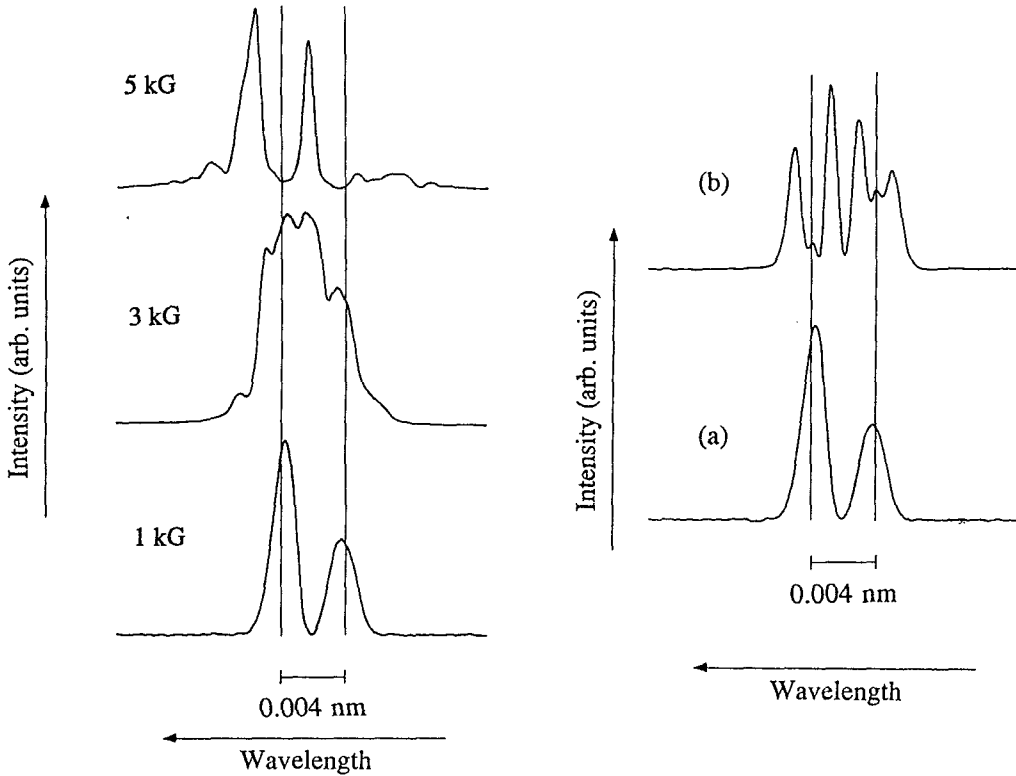 5 kG
3 kG
1 kG
Intensity (arb. units)
0.004 nm
Wavelength
(b)
(a)
Intensity (arb. units)
0.004 nm
Wavelength